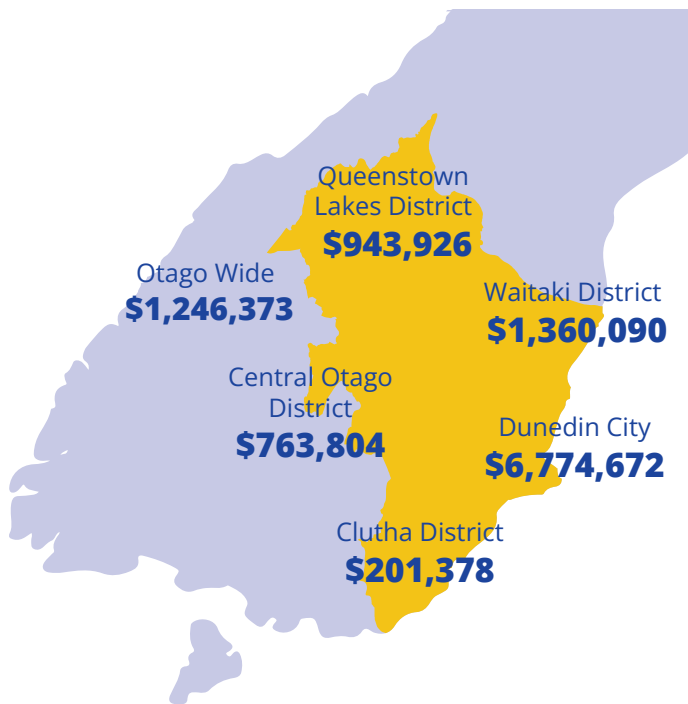 Queenstown
Lakes District
$943,926
Otago Wide
$1,246,373
Waitaki District
$1,360,090
Central Otago
District
$763,804
Dunedin City
$6,774,672
Clutha District
$201,378